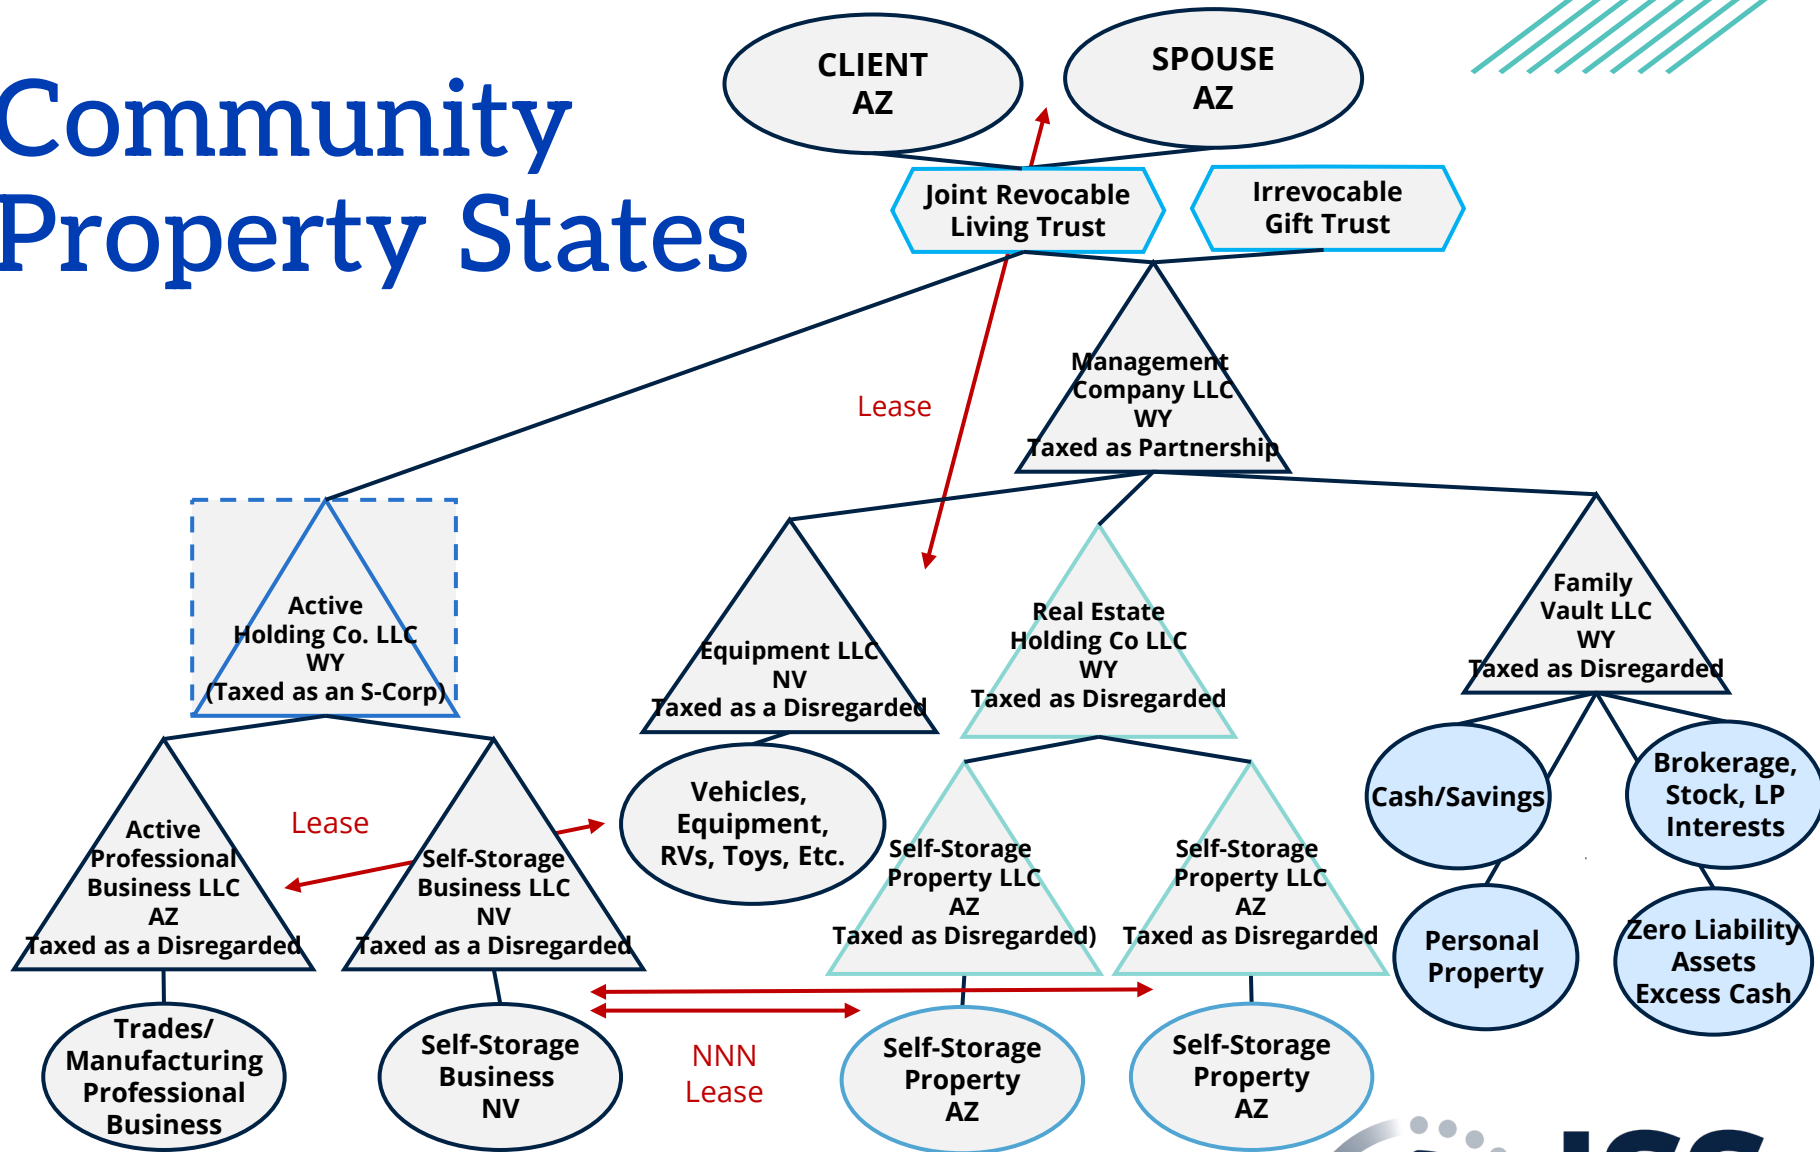 Community
Property States
CLIENT
AZ
SPOUSE
AZ
Joint Revocable
Living Trust
Irrevocable
Gift Trust
Management
Company LLC
WY
Taxed as Partnership
Lease
Active
Holding Co. LLC
WY
(Taxed as an S-Corp)
Equipment LLC
NV
Taxed as a Disregarded
Real Estate
Holding Co LLC
WY
Taxed as Disregarded
Family
Vault LLC
WY
Taxed as Disregarded
Active
Professional
Business LLC
AZ
Taxed as a Disregarded
Lease
Self-Storage
Business LLC
NV
Taxed as a Disregarded
Vehicles,
Equipment,
RVs, Toys, Etc.
Self-Storage
Property LLC
AZ
Taxed as Disregarded)
Self-Storage
Property LLC
AZ
Taxed as Disregarded
Cash/Savings
Brokerage,
Stock, LP
Interests
Personal
Property
Zero Liability
Assets
Excess Cash
Trades/
Manufacturing
Professional
Business
Self-Storage
Business
NV
NNN
Lease
Self-Storage
Property
AZ
Self-Storage
Property
AZ